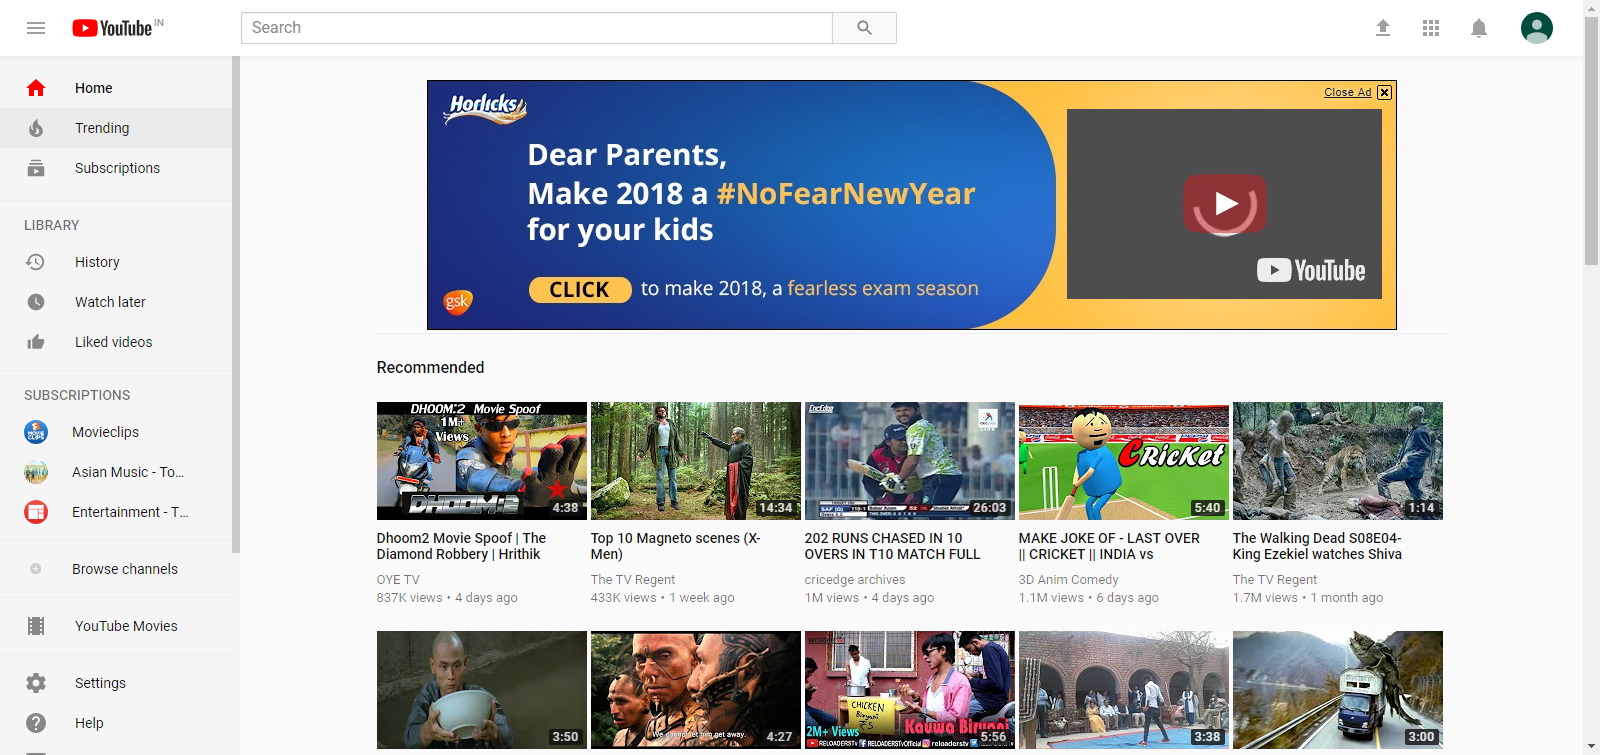 YouTube IN
Search
Home
Trending
Subscriptions
LIBRARY
History
Watch later
Liked videos
SUBSCRIPTIONS
Movieclips
Asian Music - To...
Entertainment - T...
Browse channels
YouTube Movies
Settings
Help
Horlicks
Close Ad
Dear Parents,
Make 2018 a #NoFearNewYear
for your kids
CLICK to make 2018, a fearless exam season
gsk
YouTube
Recommended
DHOOM:2 Movie Spoof
1M+
Views
DHOOM:2
4:38
14:34
CricEdge
26:03
CRicKet
5:40
1:14
Dhoom2 Movie Spoof | The
Diamond Robbery | Hrithik
OYE TV
837K views • 4 days ago
Top 10 Magneto scenes (X-
Men)
The TV Regent
433K views • 1 week ago
202 RUNS CHASED IN 10
OVERS IN T10 MATCH FULL
cricedge archives
1M views • 4 days ago
MAKE JOKE OF - LAST OVER
|| CRICKET || INDIA vs
3D Anim Comedy
1.1M views • 6 days ago
The Walking Dead S08E04-
King Ezekiel watches Shiva
The TV Regent
1.7M views • 1 month ago
3:50
We cannot let him get away.
4:27
CHICKEN
Biryani
₹5
Kauwa Biryani
2M+ Views
RELOADERSTv RELOADERSTvOfficial reloaderstv
5:56
3:38
3:00